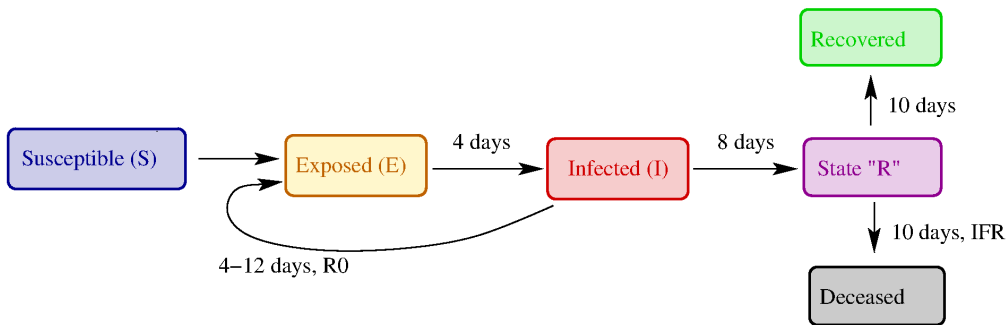 Recovered
10 days
Susceptible (S)
Exposed (E)
4 days
Infected (I)
8 days
State "R"
4−12 days, R0
10 days, IFR
Deceased